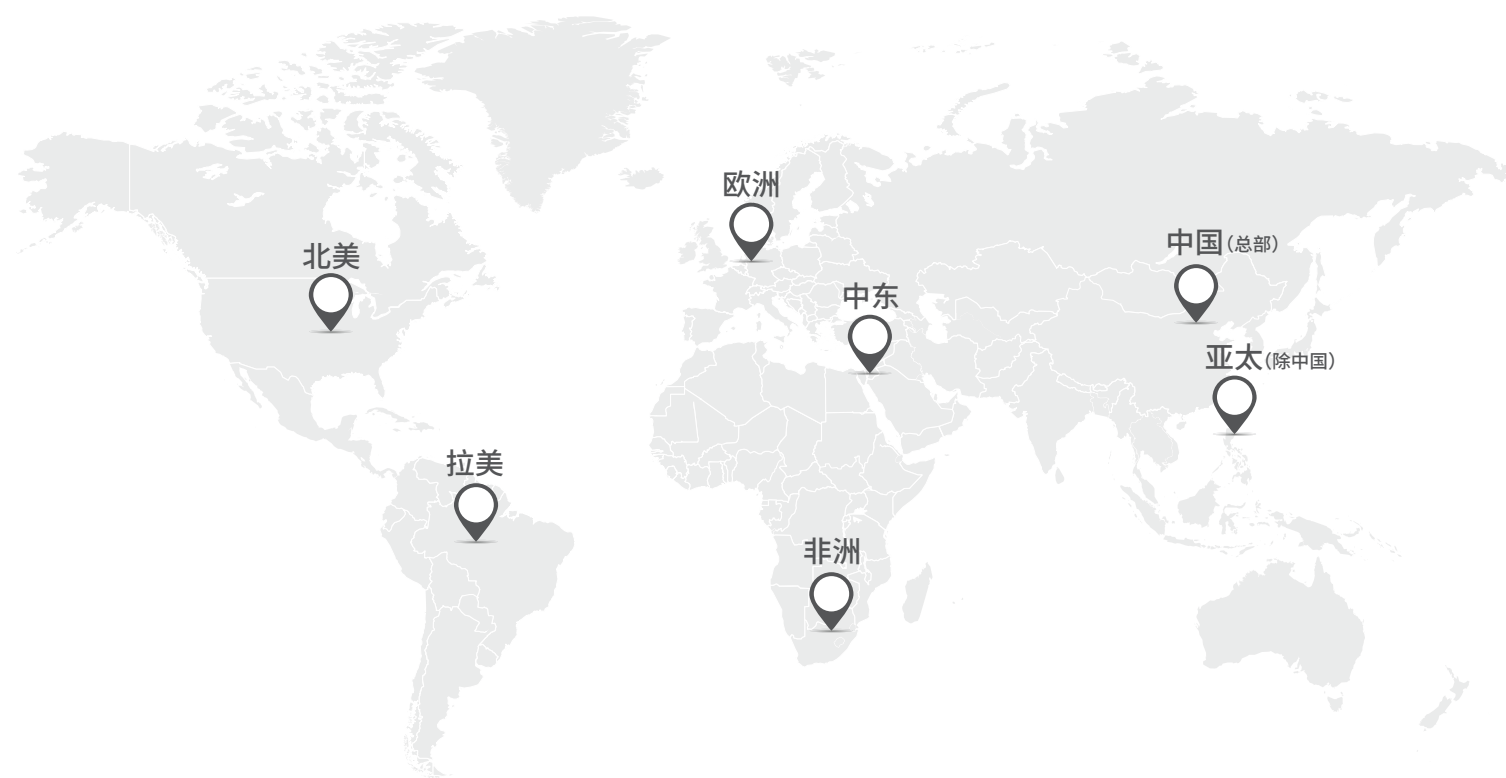 欧洲
中国(总部)
北美
中东
亚太(除中国)
拉美
非洲